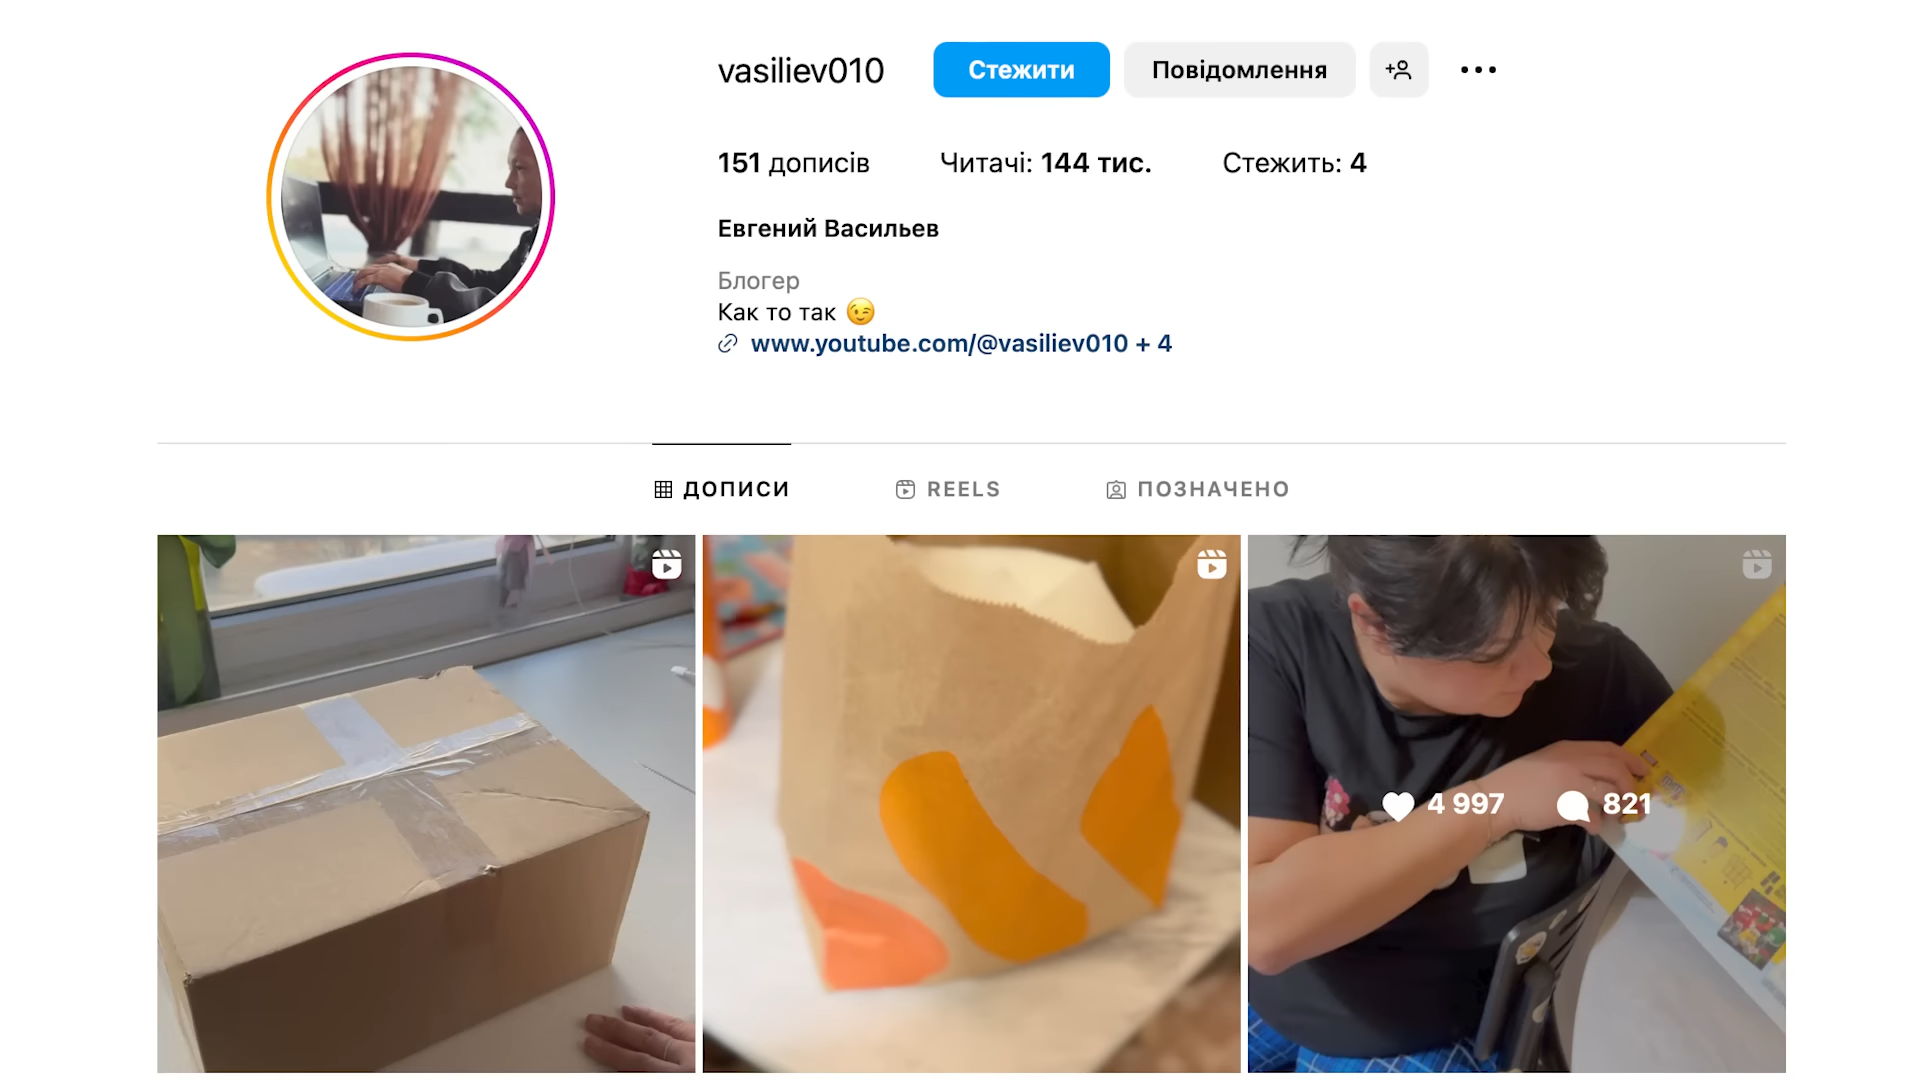 vasiliev010
Стежити
Повідомлення
151 дописів
Читачі: 144 тис.
Стежить: 4
Евгений Васильев
Блогер
Как то так 😉
www.youtube.com/@vasiliev010 + 4
ДОПИСИ
REELS
ПОЗНАЧЕНО
4 997
821